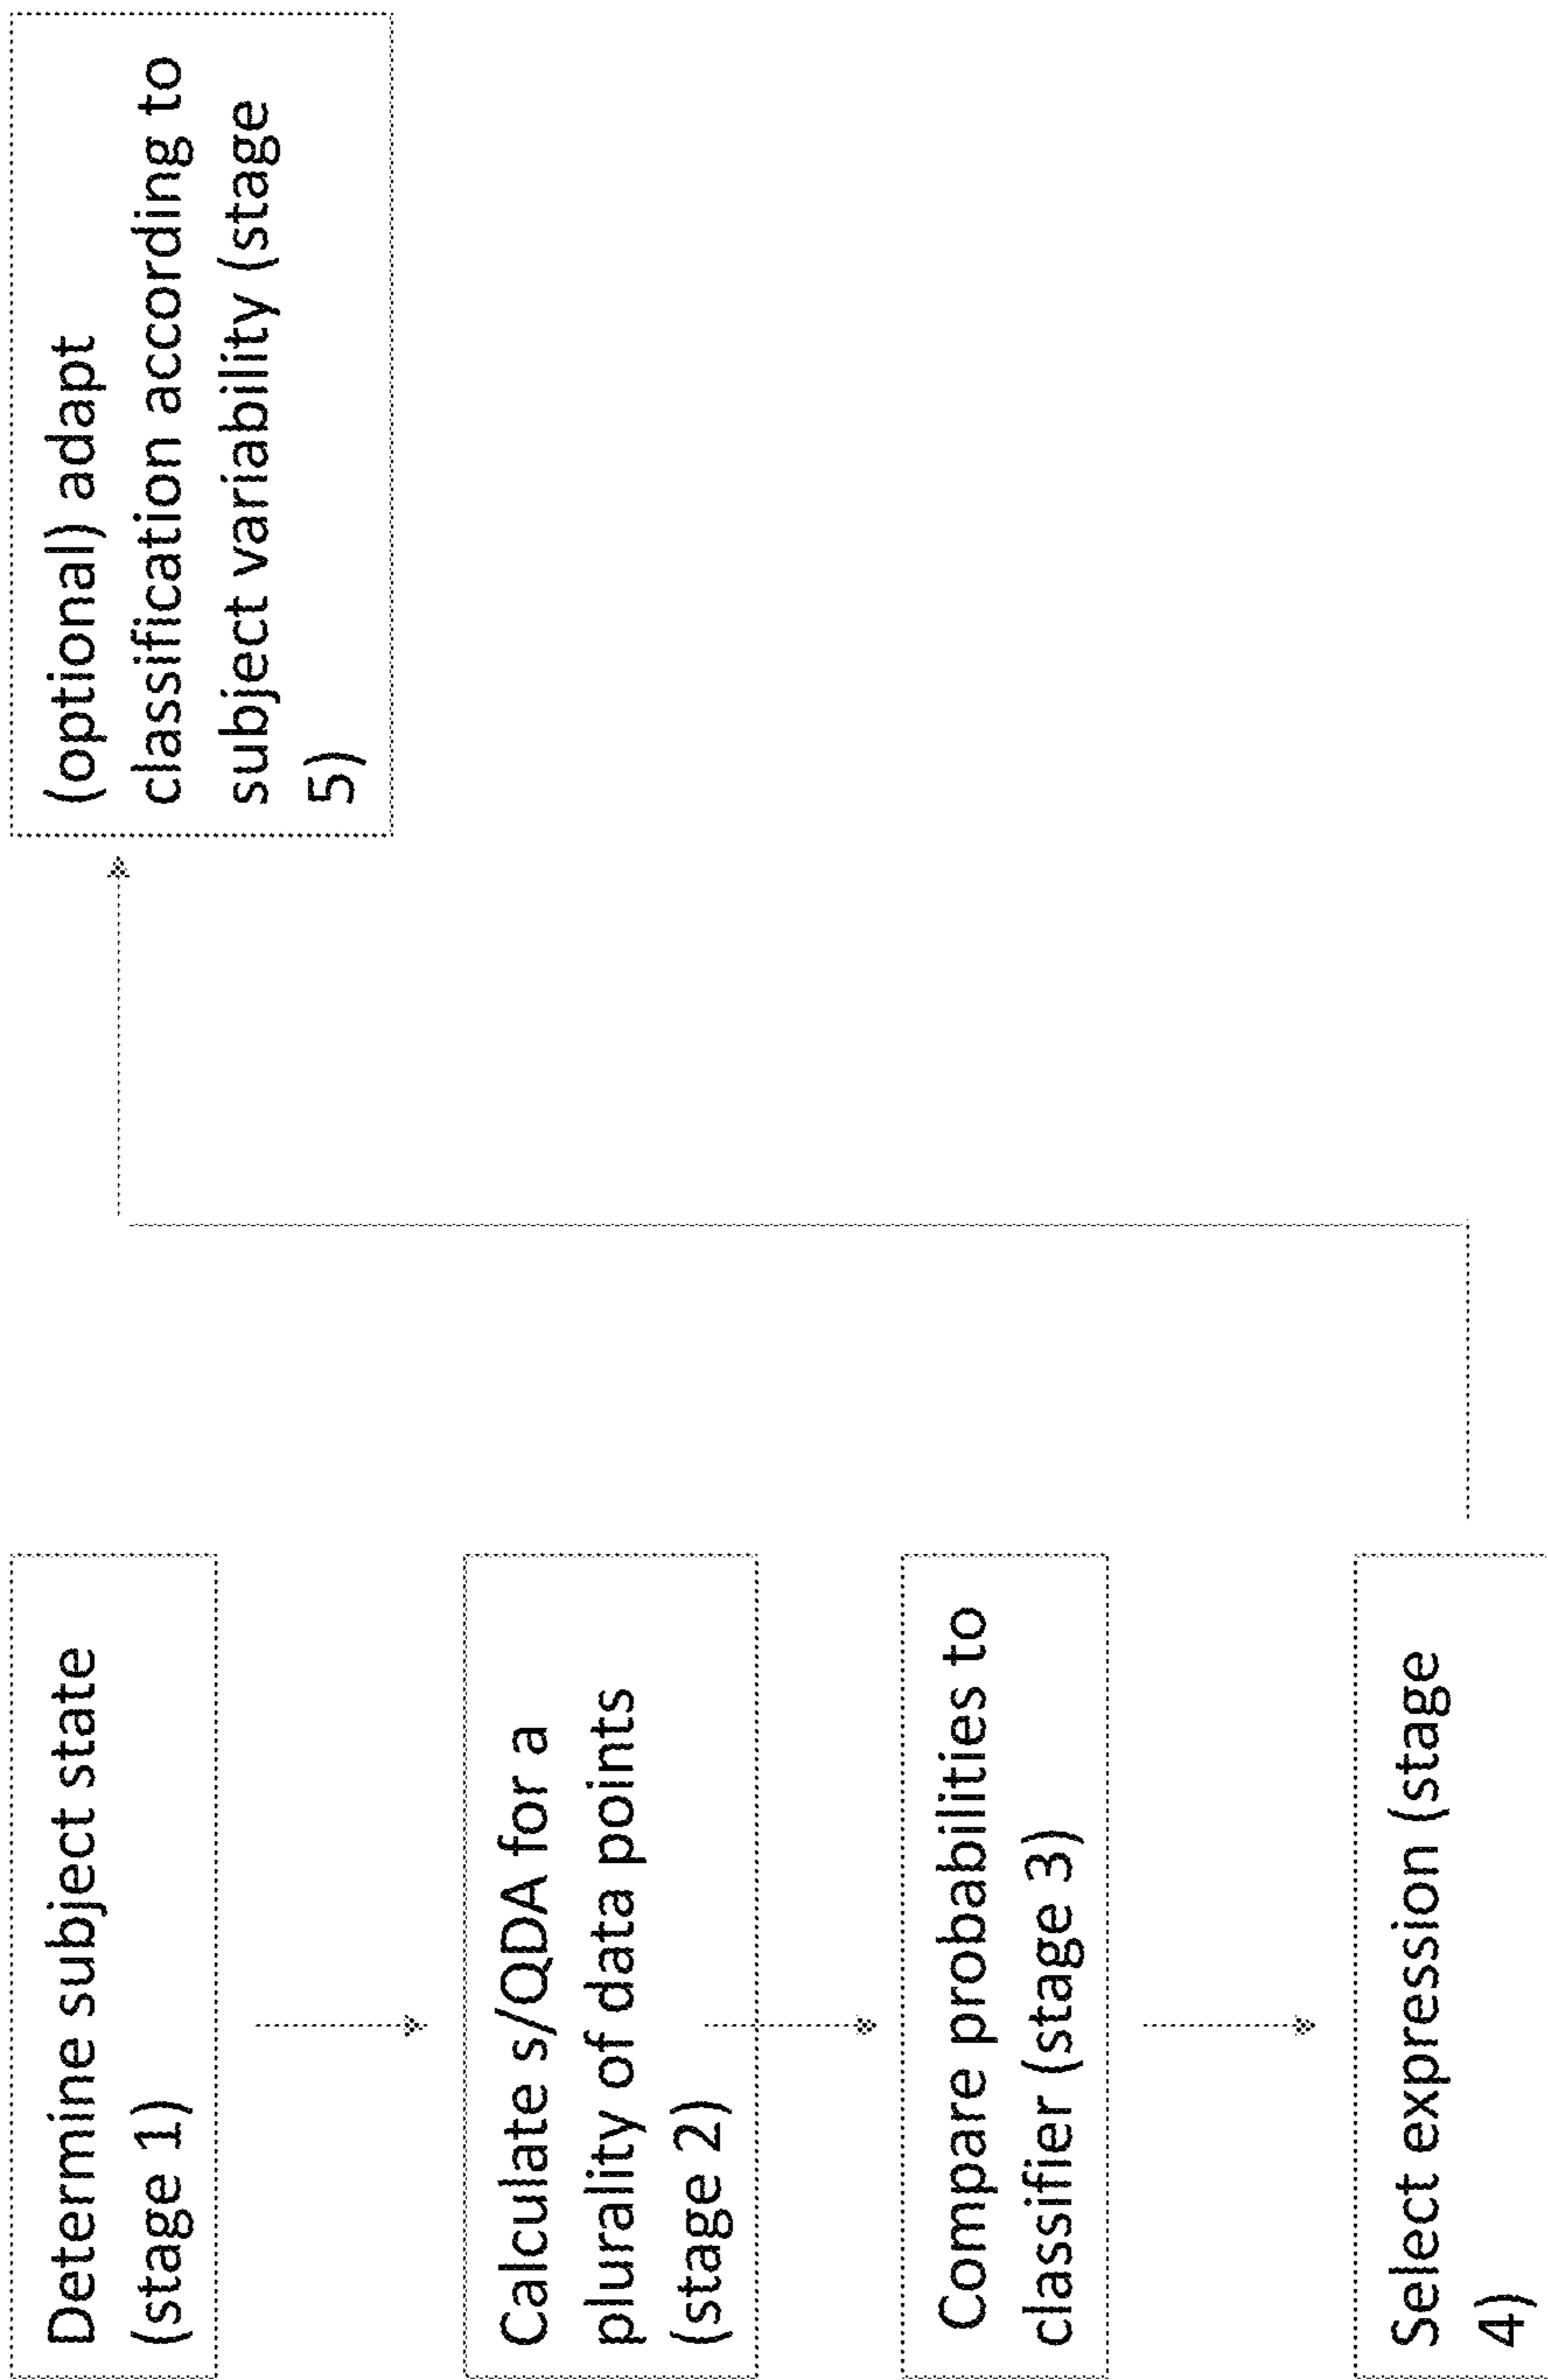 Determine subject state
(stage 1)
Calculate s/QDA for a
plurality of data points
(stage 2)
Compare probabilities to
classifier (stage 3)
Select expression (stage
4)
(optional) adapt
classification according to
subject variability (stage
5)